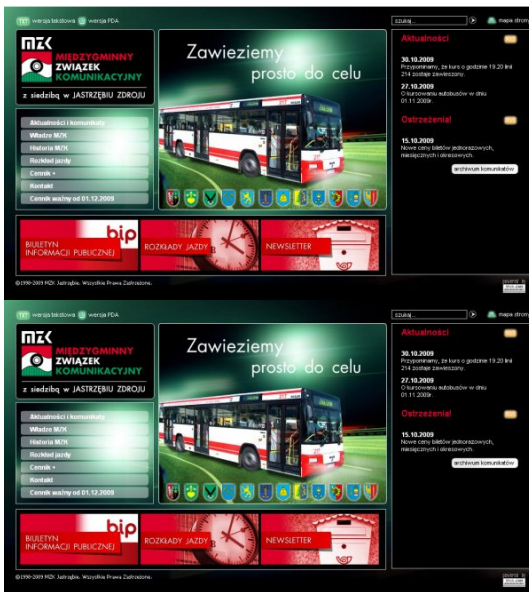 TXT wersja tekstowa wersja PDA
szukaj...
mapa strony
MZK
MIĘDZYGMINNY
ZWIĄZEK
KOMUNIKACYJNY
z siedzibą w JASTRZĘBIU ZDROJU
Aktualności i komunikaty
Władze MZK
Historia MZK
Rozkład jazdy
Cennik
Kontakt
Cennik ważny od 01.12.2009
Zawieziemy
prosto do celu
Aktualności
30.10.2009
Przypominamy, że kurs o godzinie 19.20 linii
214 zostaje zawieszony.
27.10.2009
O kursowaniu autobusów w dniu
01.11.2009r.
Ostrzeżenia!
15.10.2009
Nowe ceny biletów jednorazowych,
miesięcznych i okresowych.
archiwum komunikatów
bip
BIULETYN
INFORMACJI PUBLICZNEJ
ROZKŁADY JAZDY
NEWSLETTER
©1990-2009 MZK Jastrzębie. Wszystkie Prawa Zastrzeżone.
TXT wersja tekstowa wersja PDA
szukaj...
mapa strony
MZK
MIĘDZYGMINNY
ZWIĄZEK
KOMUNIKACYJNY
z siedzibą w JASTRZĘBIU ZDROJU
Aktualności i komunikaty
Władze MZK
Historia MZK
Rozkład jazdy
Cennik
Kontakt
Cennik ważny od 01.12.2009
Zawieziemy
prosto do celu
Aktualności
30.10.2009
Przypominamy, że kurs o godzinie 19.20 linii
214 zostaje zawieszony.
27.10.2009
O kursowaniu autobusów w dniu
01.11.2009r.
Ostrzeżenia!
15.10.2009
Nowe ceny biletów jednorazowych,
miesięcznych i okresowych.
archiwum komunikatów
bip
BIULETYN
INFORMACJI PUBLICZNEJ
ROZKŁADY JAZDY
NEWSLETTER
©1990-2009 MZK Jastrzębie. Wszystkie Prawa Zastrzeżone.